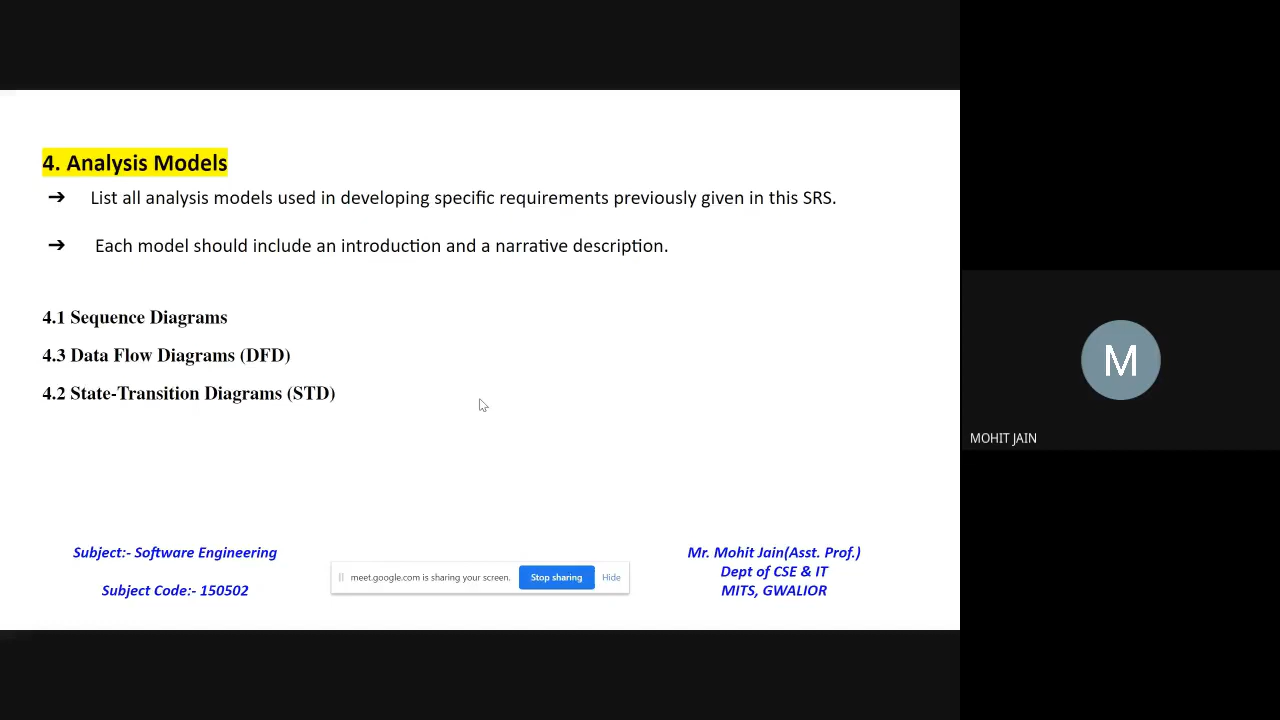 4. Analysis Models
➔ List all analysis models used in developing specific requirements previously given in this SRS.
➔ Each model should include an introduction and a narrative description.
4.1 Sequence Diagrams
4.3 Data Flow Diagrams (DFD)
4.2 State-Transition Diagrams (STD)
Subject:- Software Engineering
Subject Code:- 150502
meet.google.com is sharing your screen. Stop sharing Hide
Mr. Mohit Jain(Asst. Prof.)
Dept of CSE & IT
MITS, GWALIOR
M
MOHIT JAIN